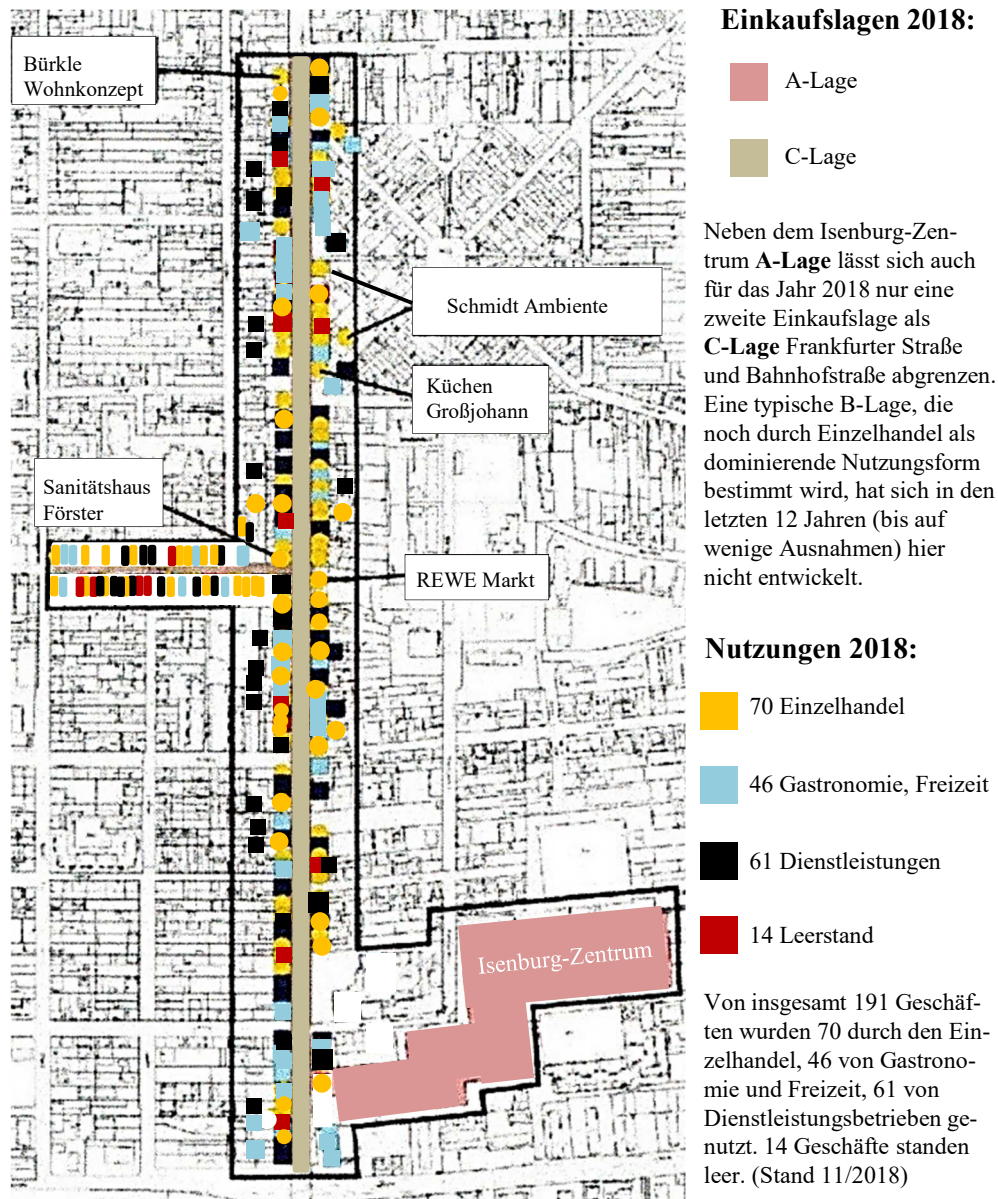 Bürkle
Wohnkonzept
Schmidt Ambiente
Küchen
Großjohann
Sanitätshaus
Förster
REWE Markt
Isenburg-Zentrum
Einkaufslagen 2018:
A-Lage
C-Lage
Neben dem Isenburg-Zen-
trum A-Lage lässt sich auch
für das Jahr 2018 nur eine
zweite Einkaufslage als
C-Lage Frankfurter Straße
und Bahnhofstraße abgrenzen.
Eine typische B-Lage, die
noch durch Einzelhandel als
dominierende Nutzungsform
bestimmt wird, hat sich in den
letzten 12 Jahren (bis auf
wenige Ausnahmen) hier
nicht entwickelt.
Nutzungen 2018:
70 Einzelhandel
46 Gastronomie, Freizeit
61 Dienstleistungen
14 Leerstand
Von insgesamt 191 Geschäf-
ten wurden 70 durch den Ein-
zelhandel, 46 von Gastrono-
mie und Freizeit, 61 von
Dienstleistungsbetrieben ge-
nutzt. 14 Geschäfte standen
leer. (Stand 11/2018)